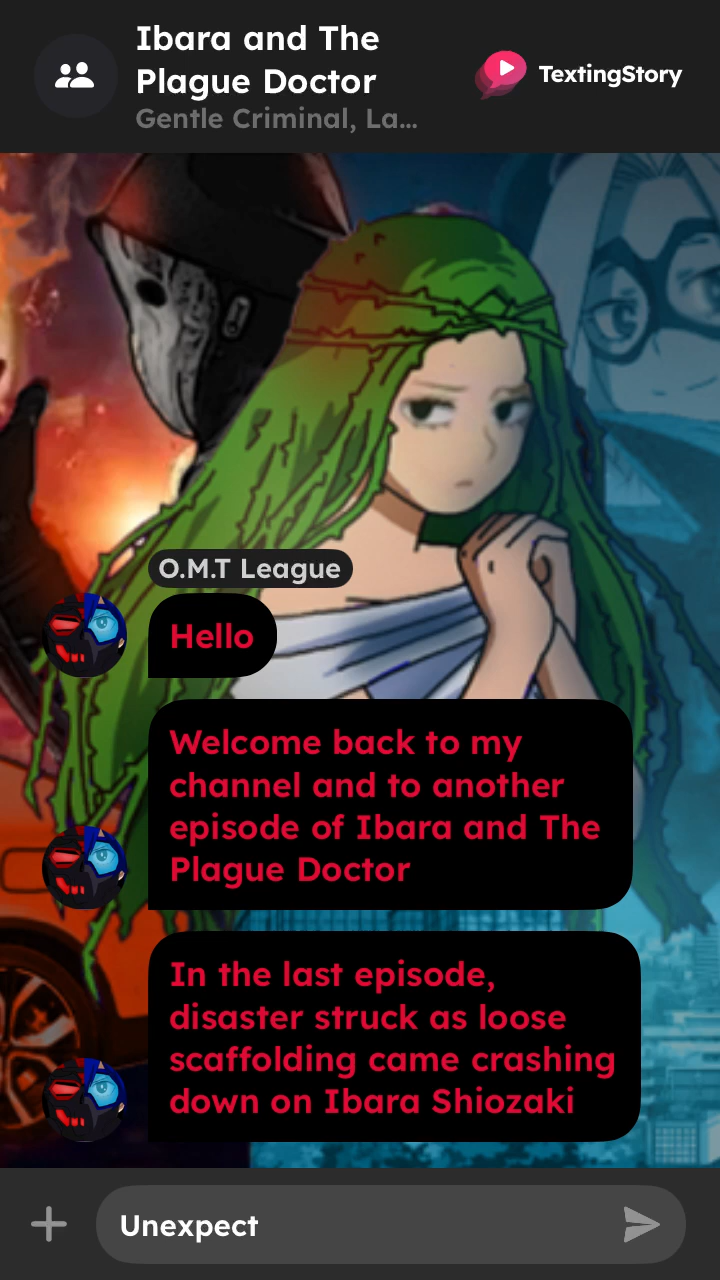 Ibara and The
Plague Doctor
Gentle Criminal, La...
TextingStory
O.M.T League
Hello
Welcome back to my
channel and to another
episode of Ibara and The
Plague Doctor
In the last episode,
disaster struck as loose
scaffolding came crashing
down on Ibara Shiozaki
Unexpect